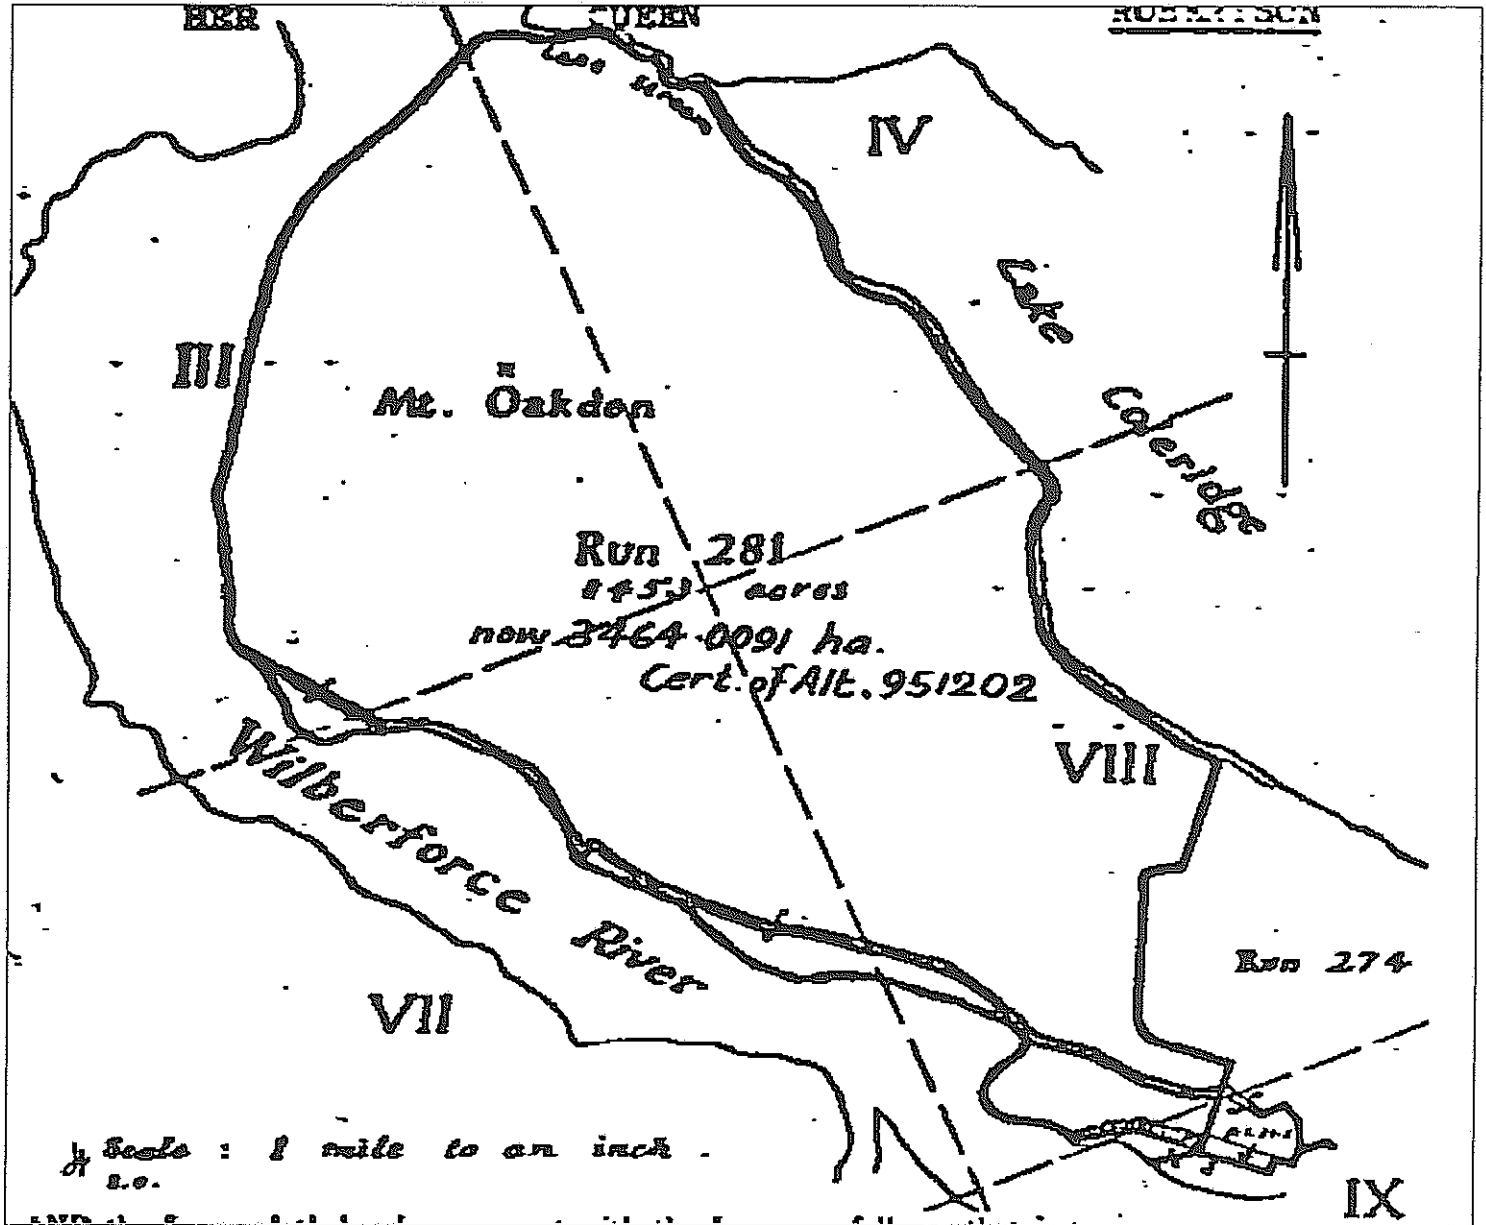 IV
Lake
Coleridge
III
Mt. Oakden
Run 281
acres
now 3464.0091 ha.
Cert. of Alt. 951202
VIII
Wilberforce
River
Run 274
VII
Scale : 1 mile to an inch.
IX